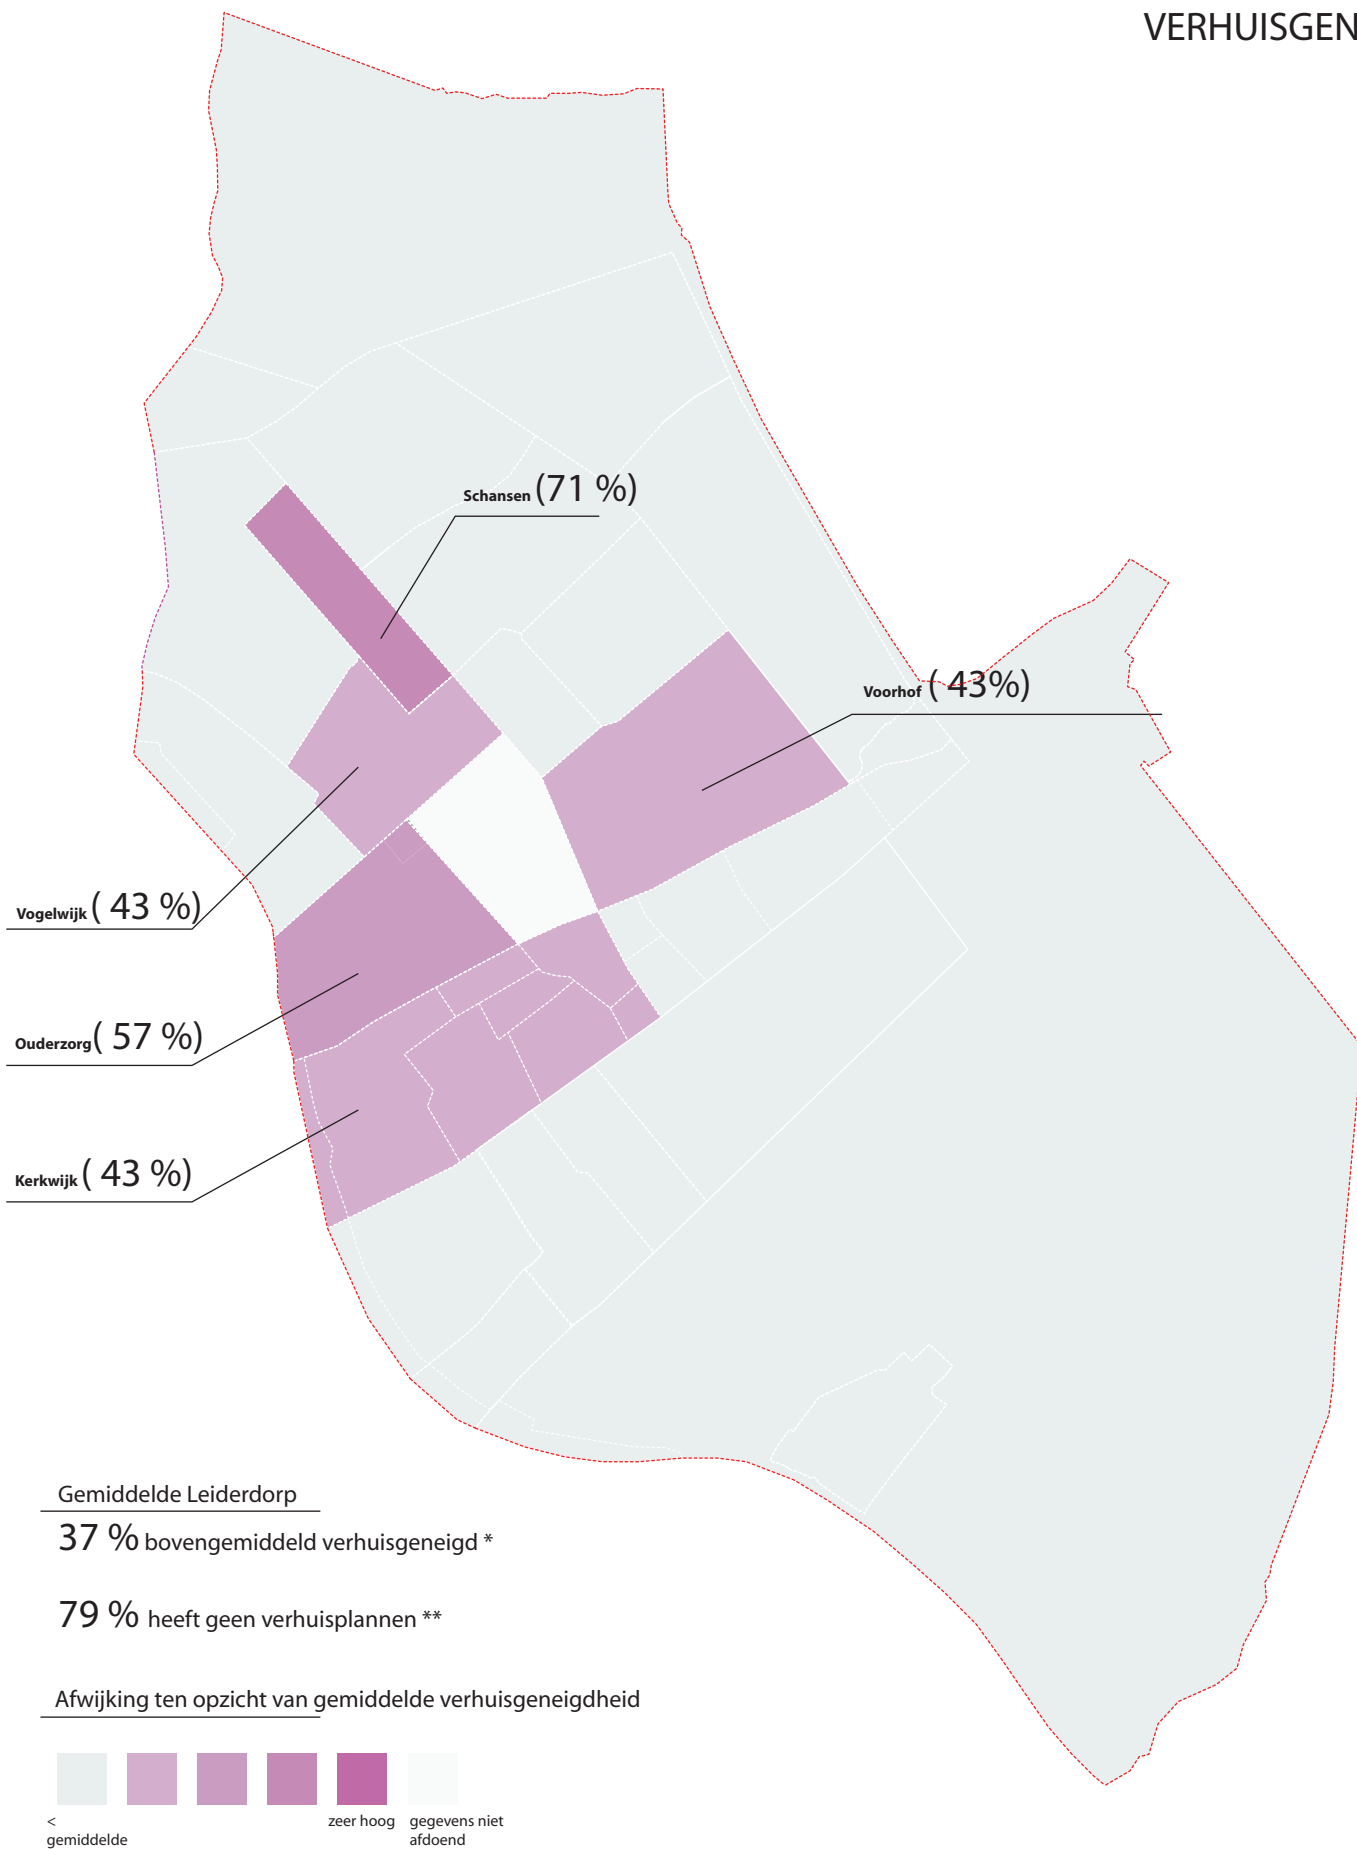 VERHUISGEN
Schansen (71 %)
Voorhof ( 43%)
Vogelwijk ( 43 %)
Ouderzorg ( 57 %)
Kerkwijk ( 43 %)
Gemiddelde Leiderdorp
37 % bovengemiddeld verhuisgeneigd *
79 % heeft geen verhuisplannen **
Afwijking ten opzicht van gemiddelde verhuisgeneigdheid
<
gemiddelde
zeer hoog
gegevens niet
afdoend